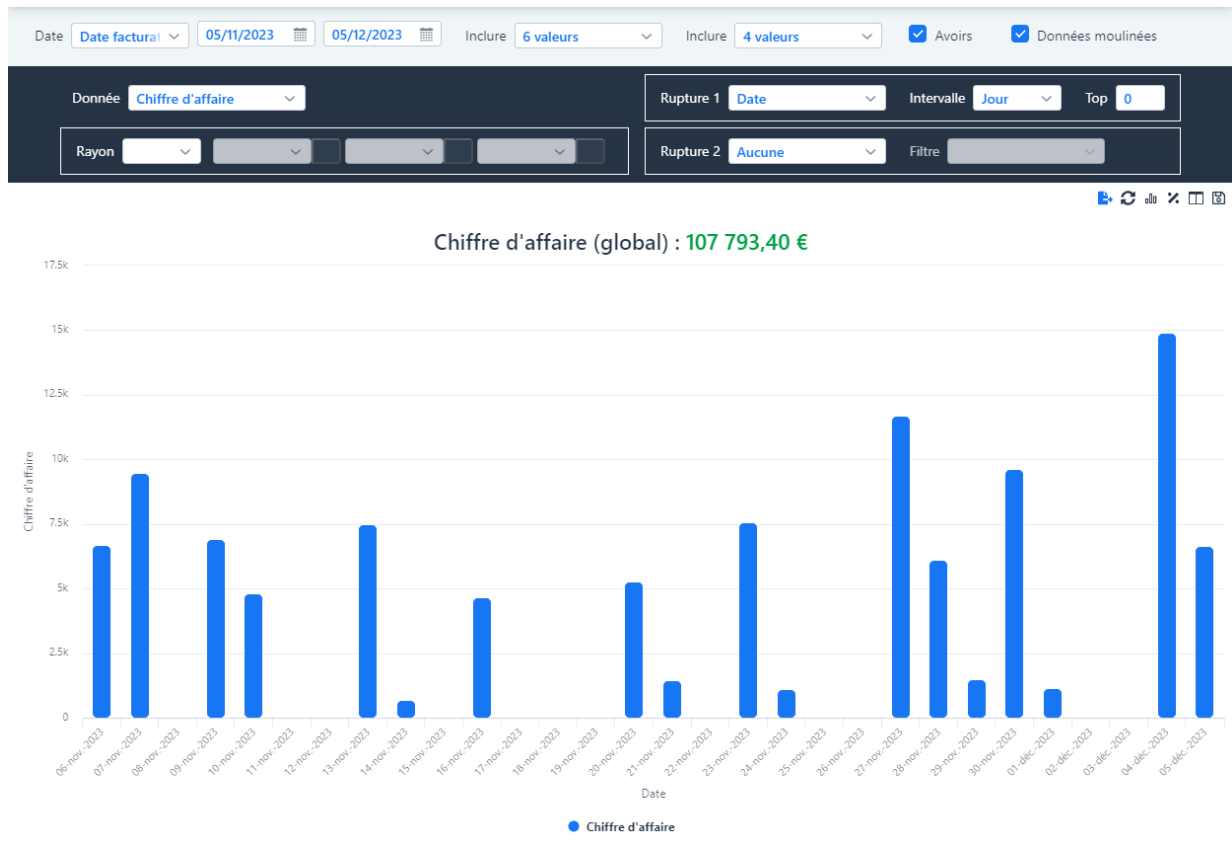 Date Date facturat 05/11/2023 05/12/2023 Inclure 6 valeurs Inclure 4 valeurs Avoirs Données moulinées
Donnée Chiffre d'affaire Rupture 1 Date Intervalle Jour Top 0
Rayon Rupture 2 Aucune Filtre
Chiffre d'affaire (global) : 107 793,40 €
17.5k
15k
12.5k
10k
7.5k
5k
2.5k
0
Chiffre d'affaire
06-nov.-2023
07-nov.-2023
08-nov.-2023
09-nov.-2023
10-nov.-2023
11-nov.-2023
12-nov.-2023
13-nov.-2023
14-nov.-2023
15-nov.-2023
16-nov.-2023
17-nov.-2023
18-nov.-2023
19-nov.-2023
20-nov.-2023
21-nov.-2023
22-nov.-2023
23-nov.-2023
24-nov.-2023
25-nov.-2023
26-nov.-2023
27-nov.-2023
28-nov.-2023
29-nov.-2023
30-nov.-2023
01-déc.-2023
02-déc.-2023
03-déc.-2023
04-déc.-2023
05-déc.-2023
Date
Chiffre d'affaire